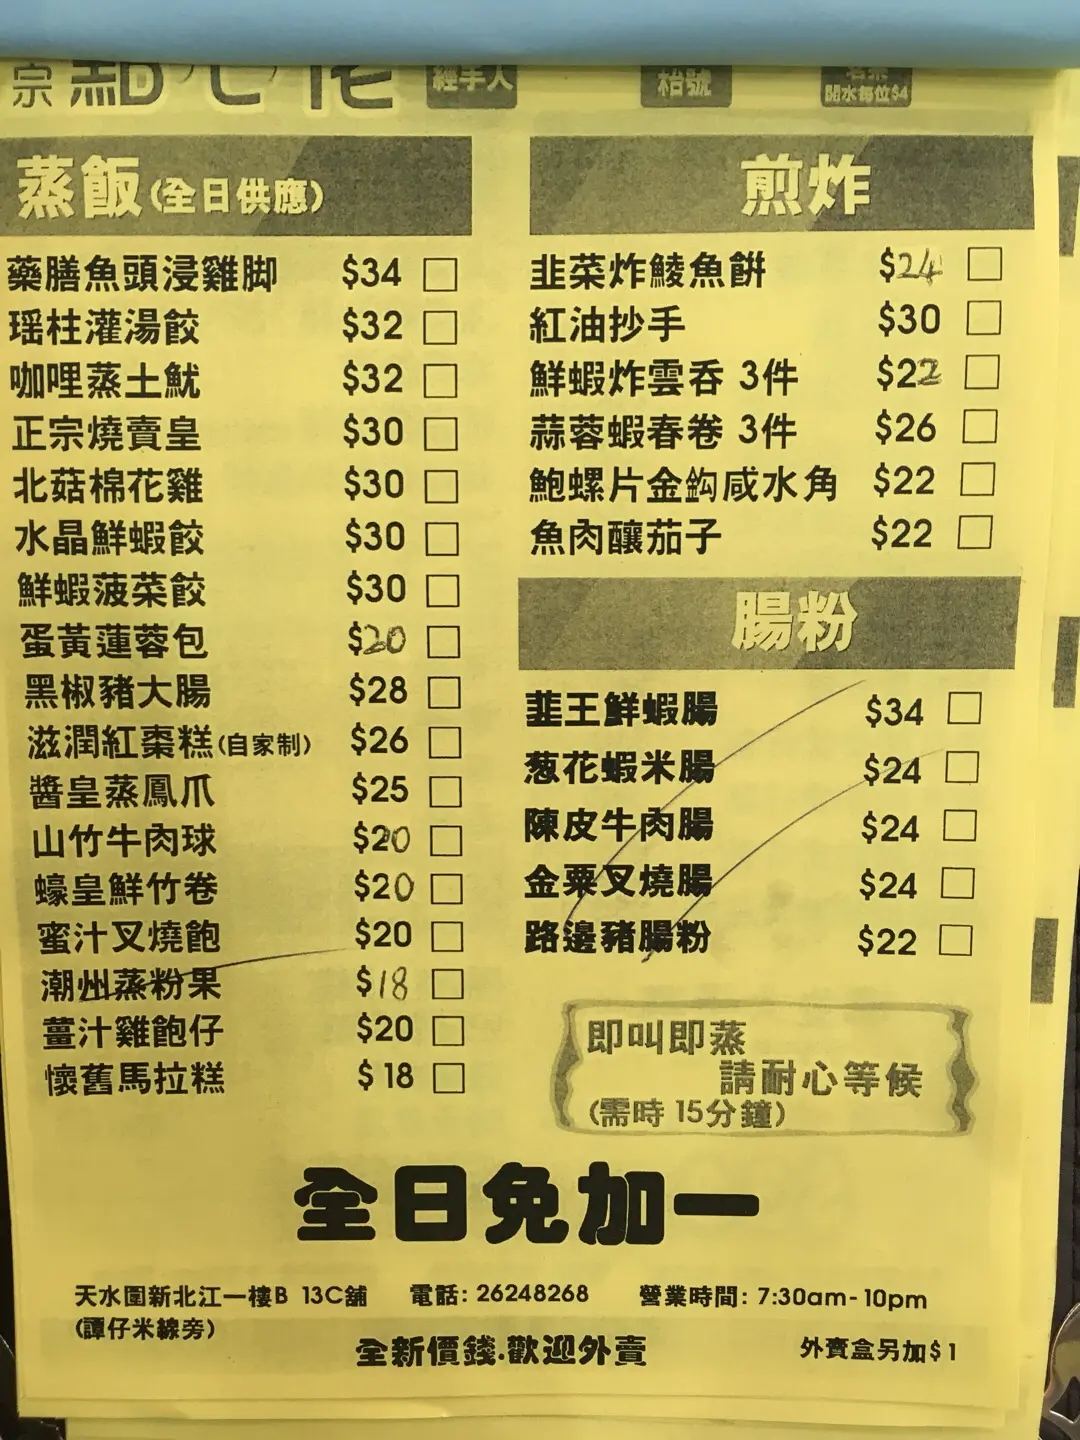 宗 點心佬 經手人 枱號
開水每位$4
蒸飯(全日供應)
藥膳魚頭浸雞脚 $34
瑶柱灌湯餃 $32
咖哩蒸土魷 $32
正宗燒賣皇 $30
北菇棉花雞 $30
水晶鮮蝦餃 $30
鮮蝦菠菜餃 $30
蛋黃蓮蓉包 $20
黑椒豬大腸 $28
滋潤紅棗糕(自家制) $26
醬皇蒸鳳爪 $25
山竹牛肉球 $20
蠔皇鮮竹卷 $20
蜜汁叉燒飽 $20
潮州蒸粉果 $18
薑汁雞飽仔 $20
懷舊馬拉糕 $18
煎炸
韭菜炸鯪魚餅 $24
紅油抄手 $30
鮮蝦炸雲吞 3件 $22
蒜蓉蝦春卷 3件 $26
鮑螺片金鈎咸水角 $22
魚肉釀茄子 $22
腸粉
韮王鮮蝦腸 $34
葱花蝦米腸 $24
陳皮牛肉腸 $24
金粟叉燒腸 $24
路邊豬腸粉 $22
即叫即蒸
請耐心等候
(需時 15分鐘)
全日免加一
天水圍新北江一樓B 13C舖 電話: 26248268 營業時間: 7:30am-10pm
(譚仔米線旁)
全新價錢.歡迎外賣 外賣盒另加$1